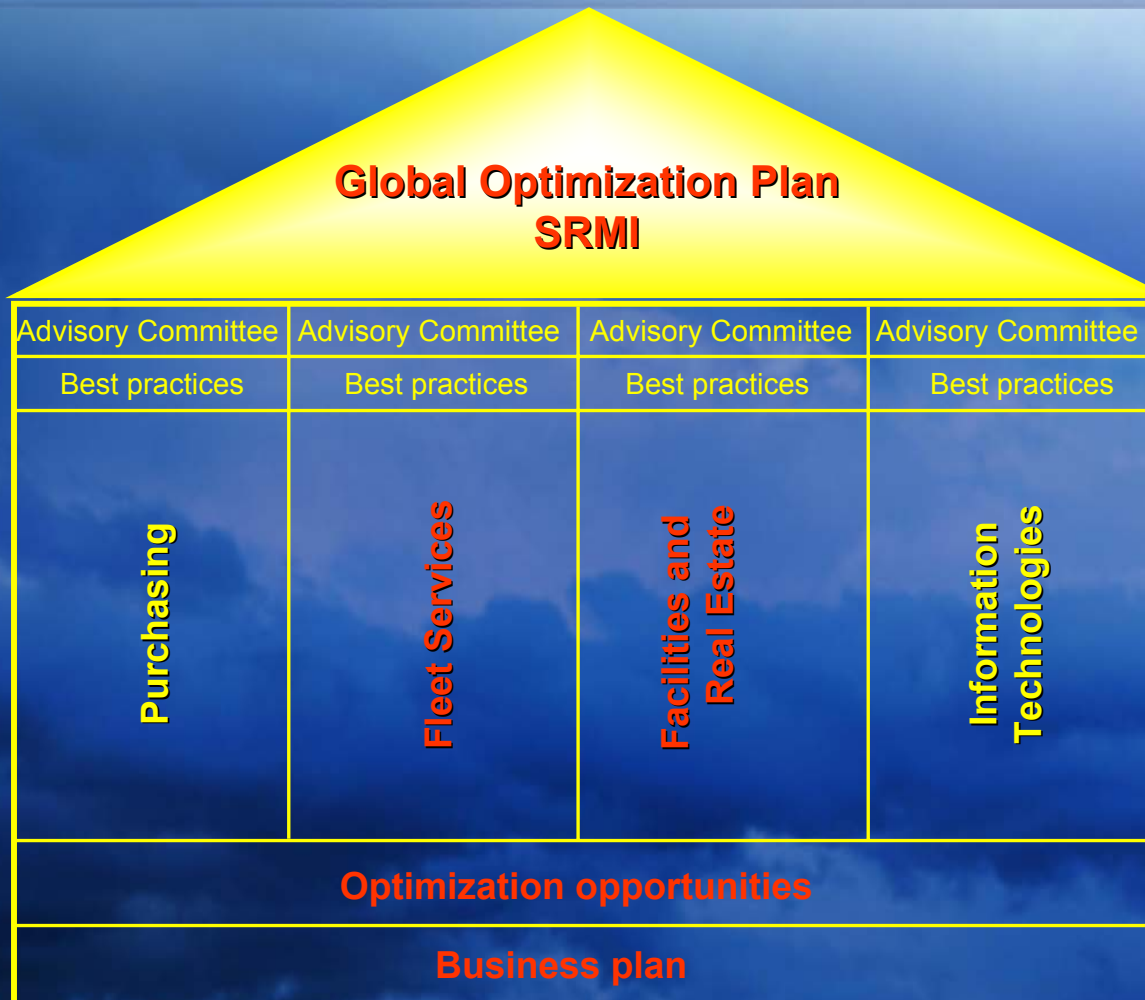 Global Optimization Plan
SRMI
Advisory Committee
Advisory Committee
Advisory Committee
Advisory Committee
Best practices
Best practices
Best practices
Best practices
Purchasing
Fleet Services
Facilities and
Real Estate
Information
Technologies
Optimization opportunities
Business plan